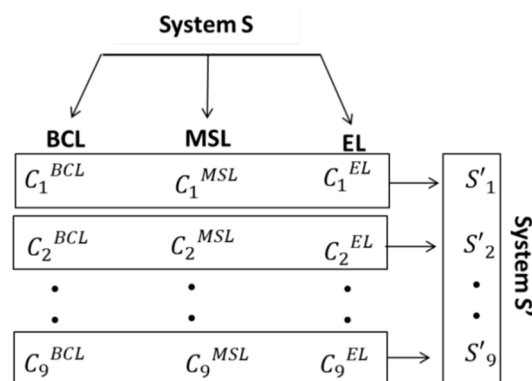 System S
BCL MSL EL
C₁ᴮᶜᴸ C₁ᴹˢᴸ C₁ᴱᴸ S'₁
C₂ᴮᶜᴸ C₂ᴹˢᴸ C₂ᴱᴸ S'₂
C₉ᴮᶜᴸ C₉ᴹˢᴸ C₉ᴱᴸ S'₉
System S'